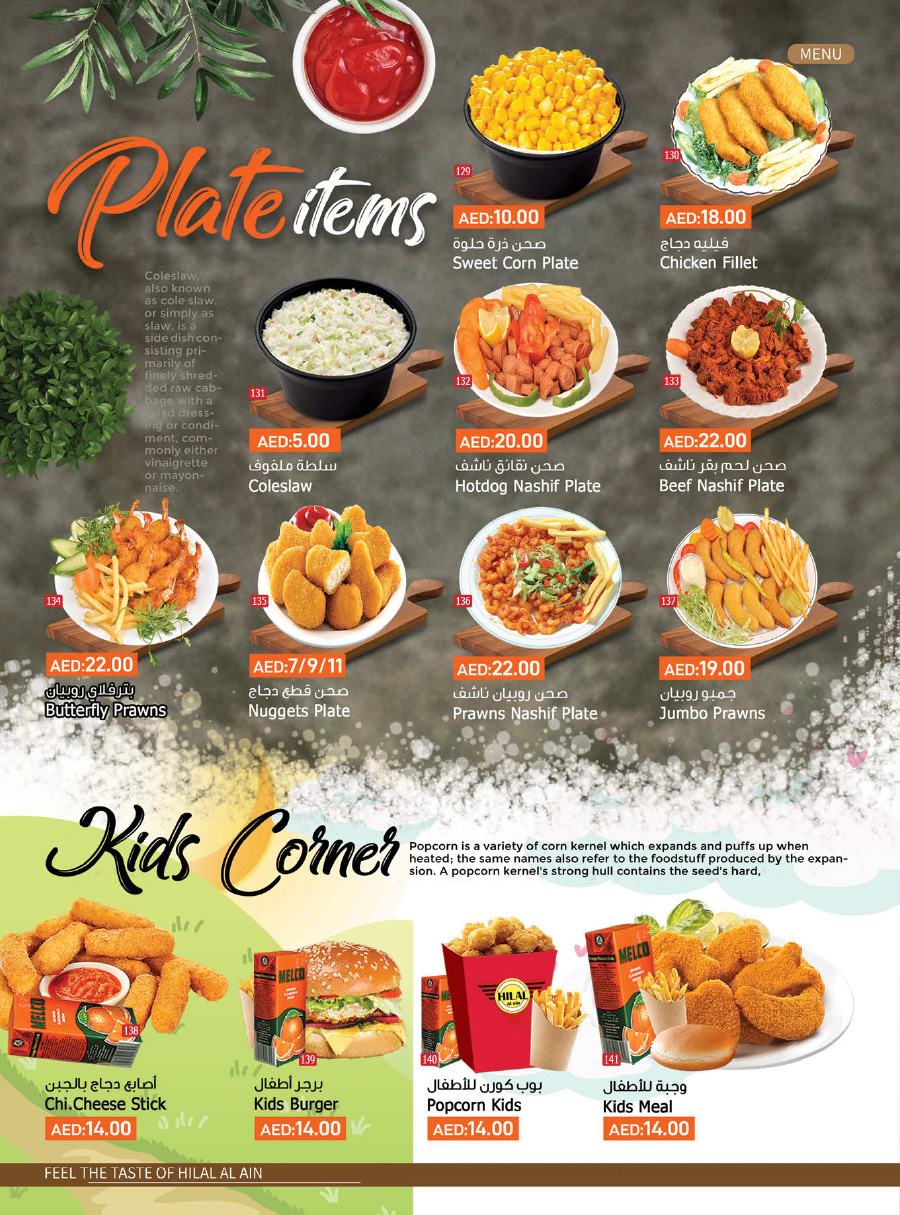 MENU
Plate items
129
AED:10.00
صحن ذرة حلوة
Sweet Corn Plate
130
AED:18.00
فيليه دجاج
Chicken Fillet
Coleslaw,
also known
as cole slaw,
or simply as
slaw, is a
side dish con-
sisting pri-
marily of
finely shred-
ded raw cab-
bage with a
salad dress-
ing or condi-
ment, com-
monly either
vinaigrette
or mayon-
naise.
131
AED:5.00
سلطة ملفوف
Coleslaw
132
AED:20.00
صحن نقانق ناشف
Hotdog Nashif Plate
133
AED:22.00
صحن لحم بقر ناشف
Beef Nashif Plate
134
AED:22.00
بترفلاي روبيان
Butterfly Prawns
135
AED:7/9/11
صحن قطع دجاج
Nuggets Plate
136
AED:22.00
صحن روبيان ناشف
Prawns Nashif Plate
137
AED:19.00
جمبو روبيان
Jumbo Prawns
Kids Corner
Popcorn is a variety of corn kernel which expands and puffs up when
heated; the same names also refer to the foodstuff produced by the expan-
sion. A popcorn kernel's strong hull contains the seed's hard,
MELCO
138
أصابع دجاج بالجبن
Chi.Cheese Stick
AED:14.00
MELCO
139
برجر أطفال
Kids Burger
AED:14.00
HILAL
al ain
140
بوب كورن للأطفال
Popcorn Kids
AED:14.00
MELCO
141
وجبة للأطفال
Kids Meal
AED:14.00
FEEL THE TASTE OF HILAL AL AIN